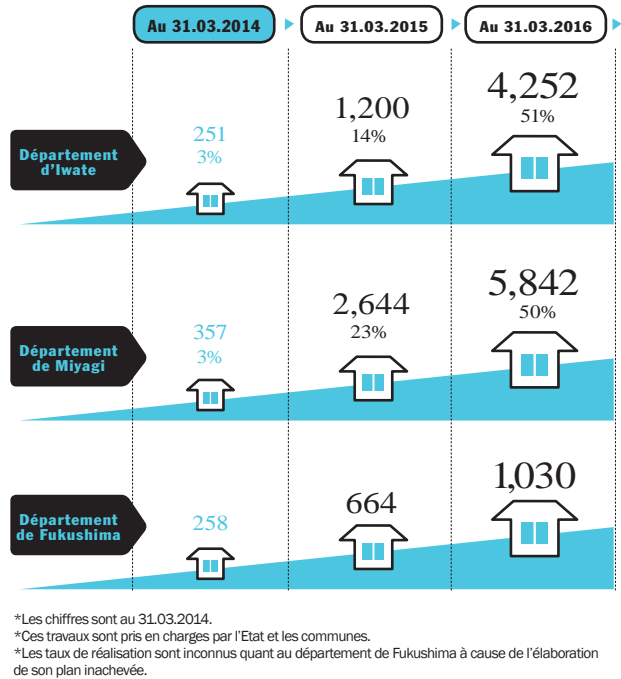 Au 31.03.2014
Au 31.03.2015
Au 31.03.2016
Département
d'Iwate
251
3%
1,200
14%
4,252
51%
Département
de Miyagi
357
3%
2,644
23%
5,842
50%
Département
de Fukushima
258
664
1,030
*Les chiffres sont au 31.03.2014.
*Ces travaux sont pris en charges par l'Etat et les communes.
*Les taux de réalisation sont inconnus quant au département de Fukushima à cause de l'élaboration
de son plan inachevée.